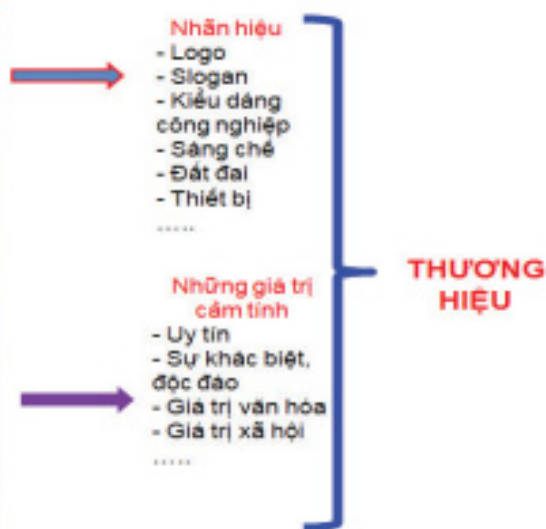 Nhãn hiệu
- Logo
- Slogan
- Kiểu dáng
công nghiệp
- Sáng chế
- Đất đai
- Thiết bị
.....
Những giá trị
cảm tính
- Uy tín
- Sự khác biệt,
độc đáo
- Giá trị văn hóa
- Giá trị xã hội
.....
THƯƠNG
HIỆU